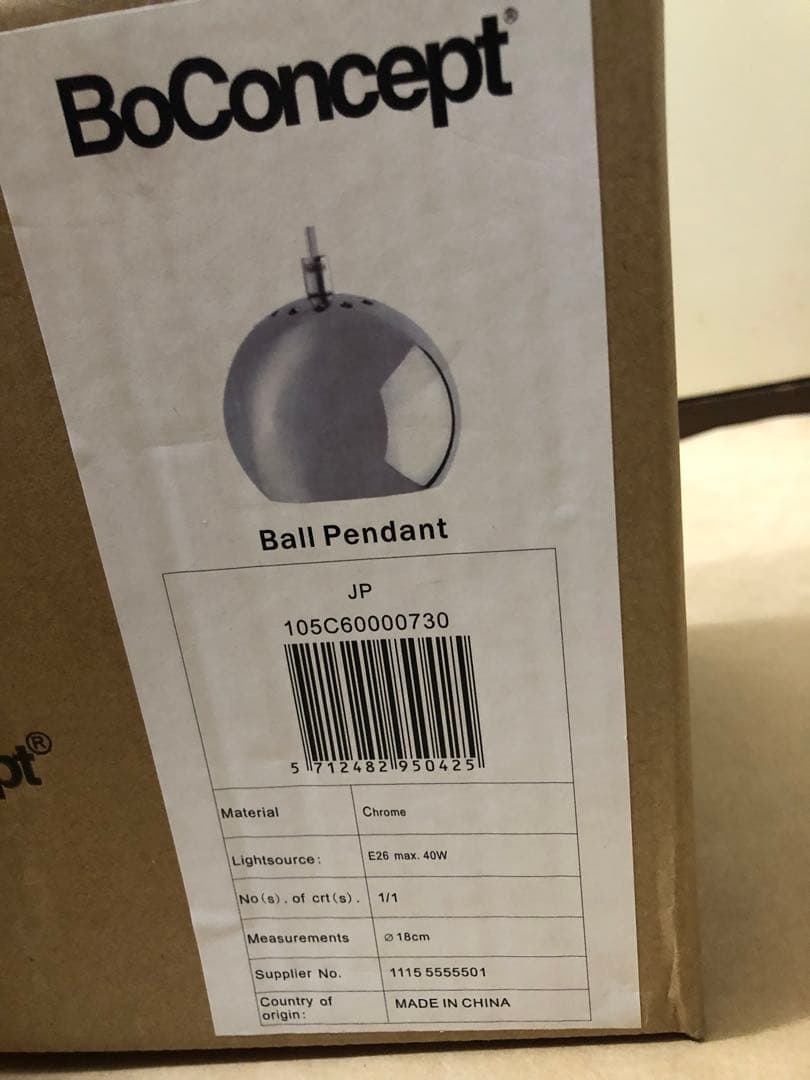 BoConcept®
Ball Pendant
JP
105C60000730
5 712482 950425
Material Chrome
Lightsource: E26 max. 40W
No(s). of crt(s). 1/1
Measurements ⌀ 18cm
Supplier No. 1115 5555501
Country of origin: MADE IN CHINA
pt®